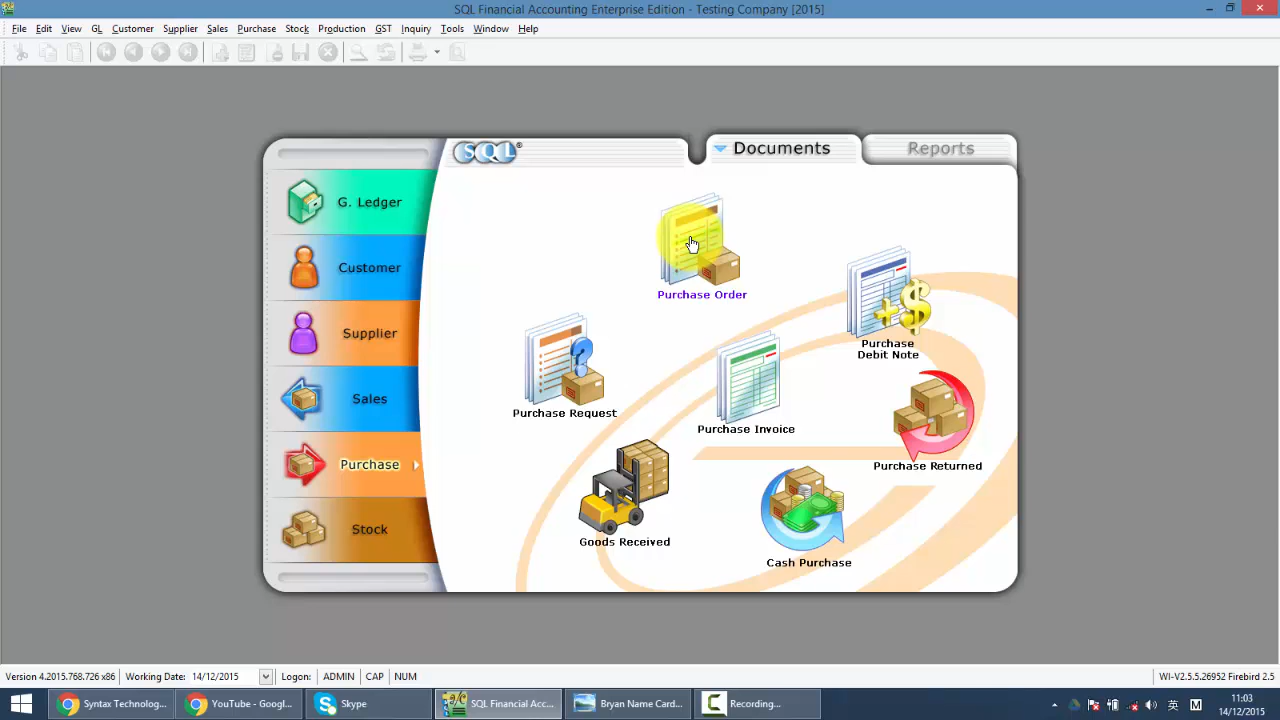 SQL Financial Accounting Enterprise Edition - Testing Company [2015]
File Edit View GL Customer Supplier Sales Purchase Stock Production GST Inquiry Tools Window Help
SQL®
Documents
Reports
G. Ledger
Customer
Supplier
Sales
Purchase
Stock
Purchase Order
Purchase
Debit Note
Purchase Request
Purchase Invoice
Purchase Returned
Goods Received
Cash Purchase
Version 4.2015.768.726 x86 Working Date: 14/12/2015 Logon: ADMIN CAP NUM WI-V2.5.5.26952 Firebird 2.5
Syntax Technolog... YouTube - Googl... Skype SQL Financial Acc... Bryan Name Card... Recording... 英 M 11:03
14/12/2015